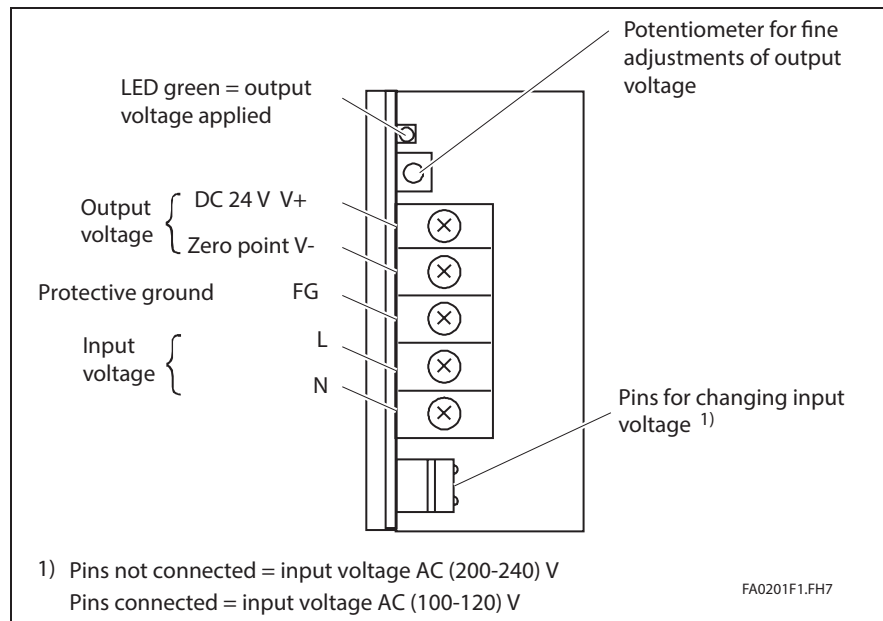 Potentiometer for fine
adjustments of output
voltage
LED green = output
voltage applied
Output
voltage
DC 24 V V+
Zero point V-
Protective ground FG
Input
voltage
L
N
Pins for changing input
voltage 1)
1) Pins not connected = input voltage AC (200-240) V
Pins connected = input voltage AC (100-120) V
FA0201F1.FH7